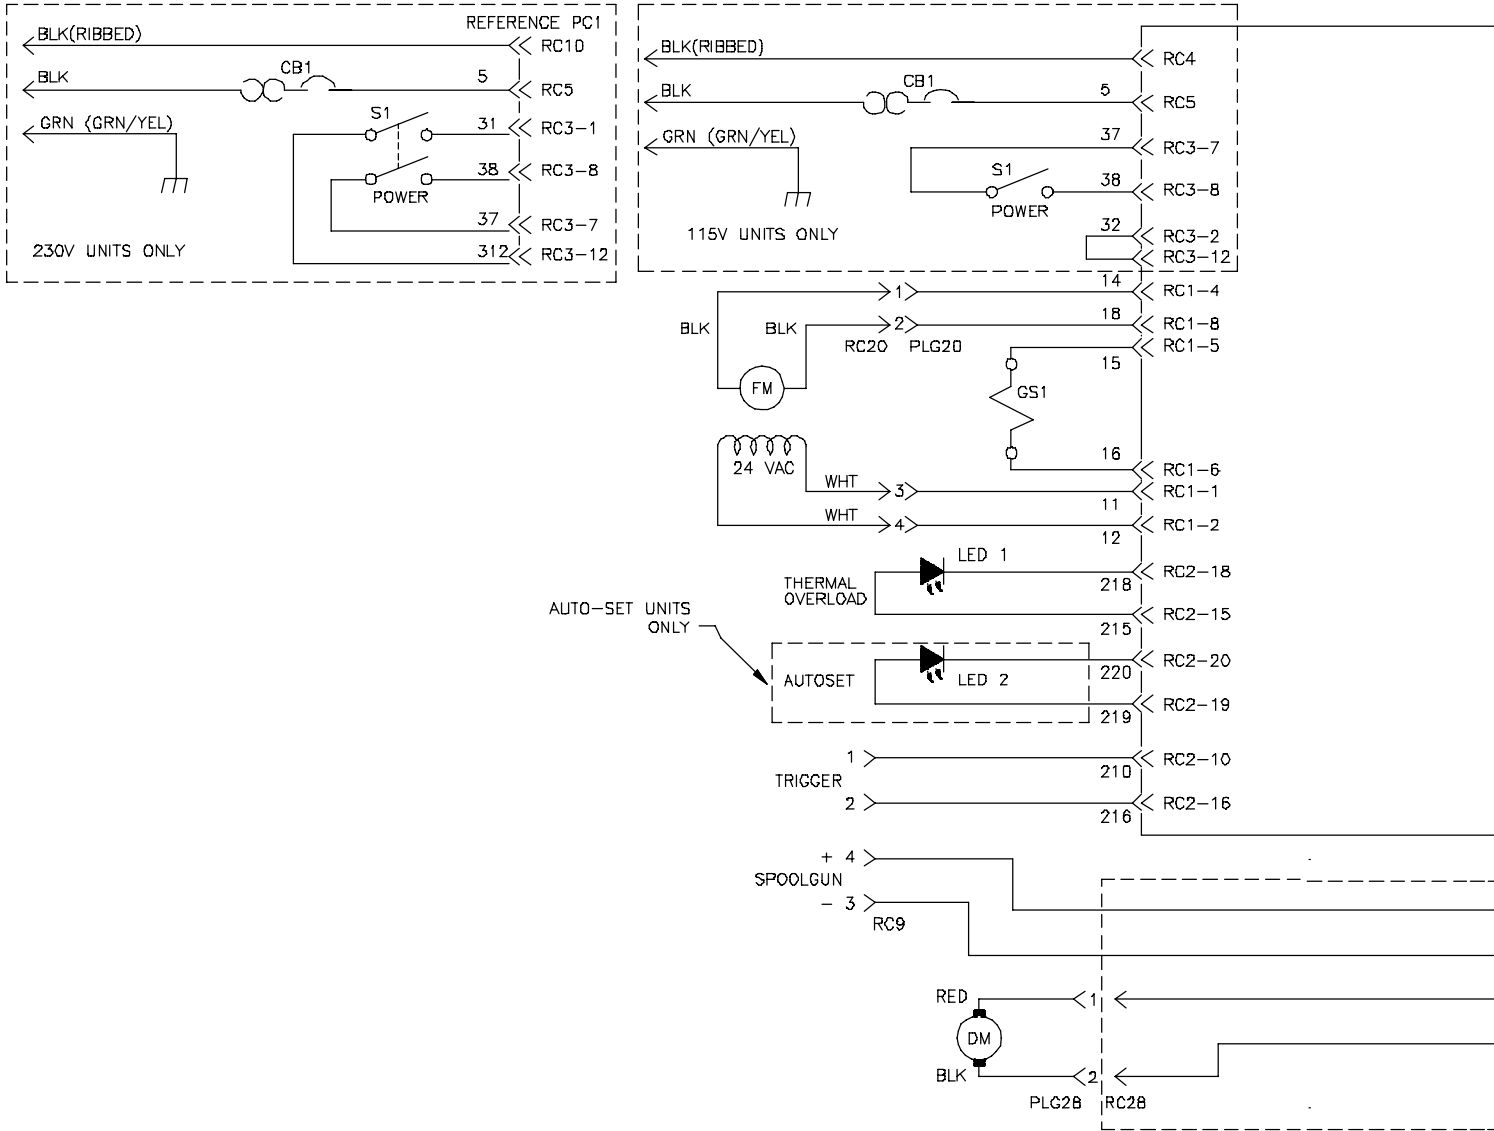 REFERENCE PC1
BLK(RIBBED)
RC10
BLK
CB1
5
RC5
GRN (GRN/YEL)
S1
31
RC3-1
38
RC3-8
POWER
37
RC3-7
312
RC3-12
230V UNITS ONLY
BLK(RIBBED)
RC4
BLK
CB1
5
RC5
GRN (GRN/YEL)
37
RC3-7
S1
38
RC3-8
POWER
115V UNITS ONLY
32
RC3-2
RC3-12
14
1
RC1-4
BLK
BLK
2
18
RC1-8
RC20
PLG20
RC1-5
15
FM
GS1
24 VAC
16
RC1-6
WHT
3
RC1-1
11
WHT
4
RC1-2
12
LED 1
THERMAL
OVERLOAD
RC2-18
218
RC2-15
215
AUTO-SET UNITS
ONLY
AUTOSET
LED 2
RC2-20
220
RC2-19
219
1
RC2-10
210
TRIGGER
2
RC2-16
216
+ 4
SPOOLGUN
- 3
RC9
RED
1
DM
BLK
2
PLG28
RC28